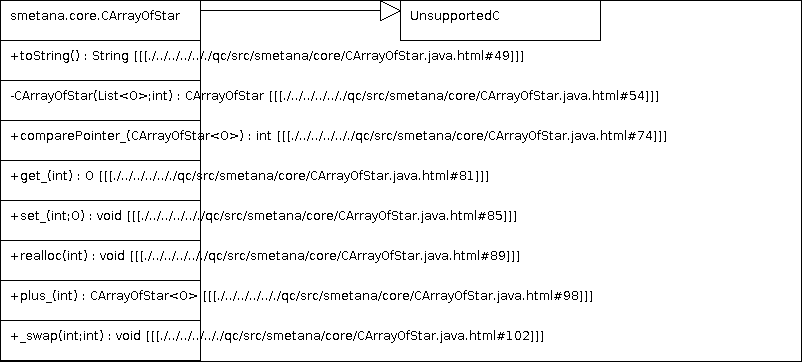 smetana.core.CArrayOfStar
UnsupportedC
+toString() : String [[[./../../../../../qc/src/smetana/core/CArrayOfStar.java.html#49]]]
-CArrayOfStar(List<O>;int) : CArrayOfStar [[[./../../../../../qc/src/smetana/core/CArrayOfStar.java.html#54]]]
+comparePointer_(CArrayOfStar<O>) : int [[[./../../../../../qc/src/smetana/core/CArrayOfStar.java.html#74]]]
+get_(int) : O [[[./../../../../../qc/src/smetana/core/CArrayOfStar.java.html#81]]]
+set_(int;O) : void [[[./../../../../../qc/src/smetana/core/CArrayOfStar.java.html#85]]]
+realloc(int) : void [[[./../../../../../qc/src/smetana/core/CArrayOfStar.java.html#89]]]
+plus_(int) : CArrayOfStar<O> [[[./../../../../../qc/src/smetana/core/CArrayOfStar.java.html#98]]]
+_swap(int;int) : void [[[./../../../../../qc/src/smetana/core/CArrayOfStar.java.html#102]]]